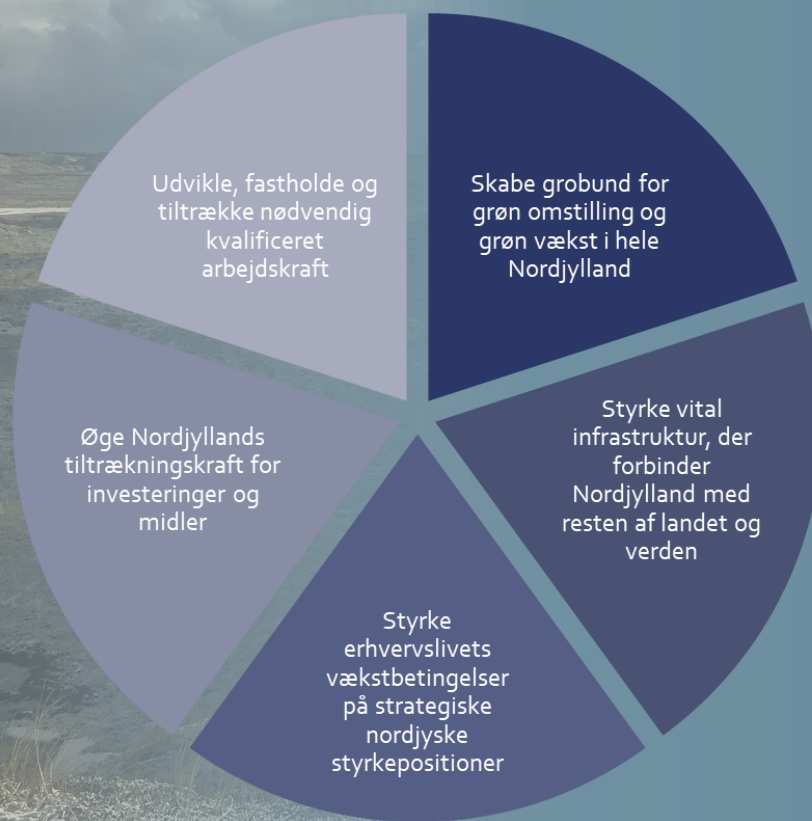 Udvikle, fastholde og
tiltrække nødvendig
kvalificeret
arbejdskraft
Skabe grobund for
grøn omstilling og
grøn vækst i hele
Nordjylland
Styrke vital
infrastruktur, der
forbinder
Nordjylland med
resten af landet og
verden
Styrke
erhvervslivets
vækstbetingelser
på strategiske
nordjyske
styrkepositioner
Øge Nordjyllands
tiltrækningskraft for
investeringer og
midler